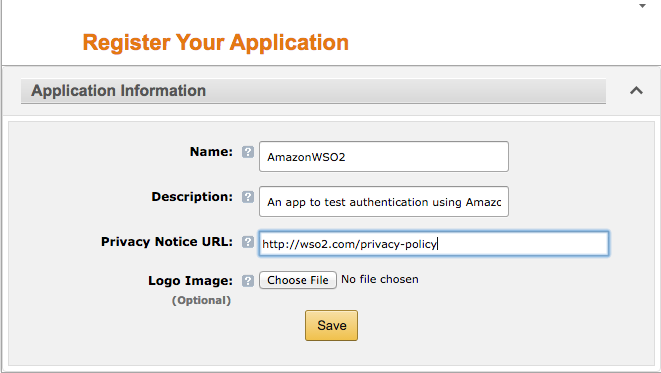 Register Your Application
Application Information
Name: ? AmazonWSO2
Description: ? An app to test authentication using Amazo
Privacy Notice URL: ? http://wso2.com/privacy-policy
Logo Image: ? Choose File No file chosen
(Optional)
Save